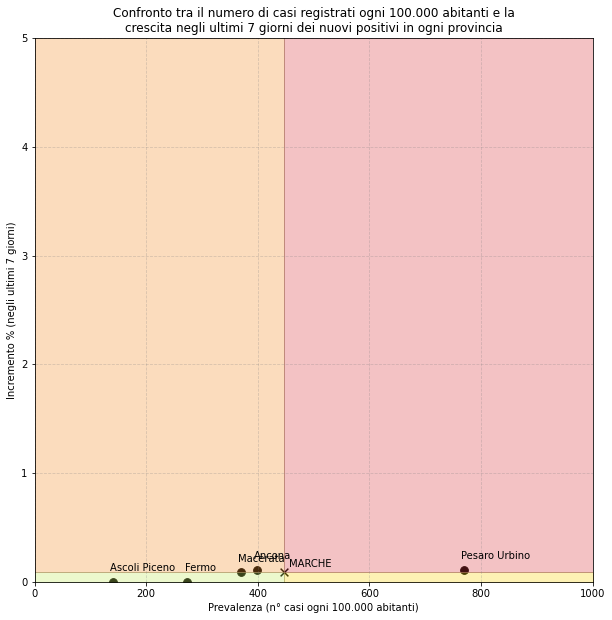 Confronto tra il numero di casi registrati ogni 100.000 abitanti e la
crescita negli ultimi 7 giorni dei nuovi positivi in ogni provincia
Incremento % (negli ultimi 7 giorni)
5
4
3
2
1
0
Ascoli Piceno
Fermo
Macerata
Ancona
MARCHE
Pesaro Urbino
0 200 400 600 800 1000
Prevalenza (n° casi ogni 100.000 abitanti)